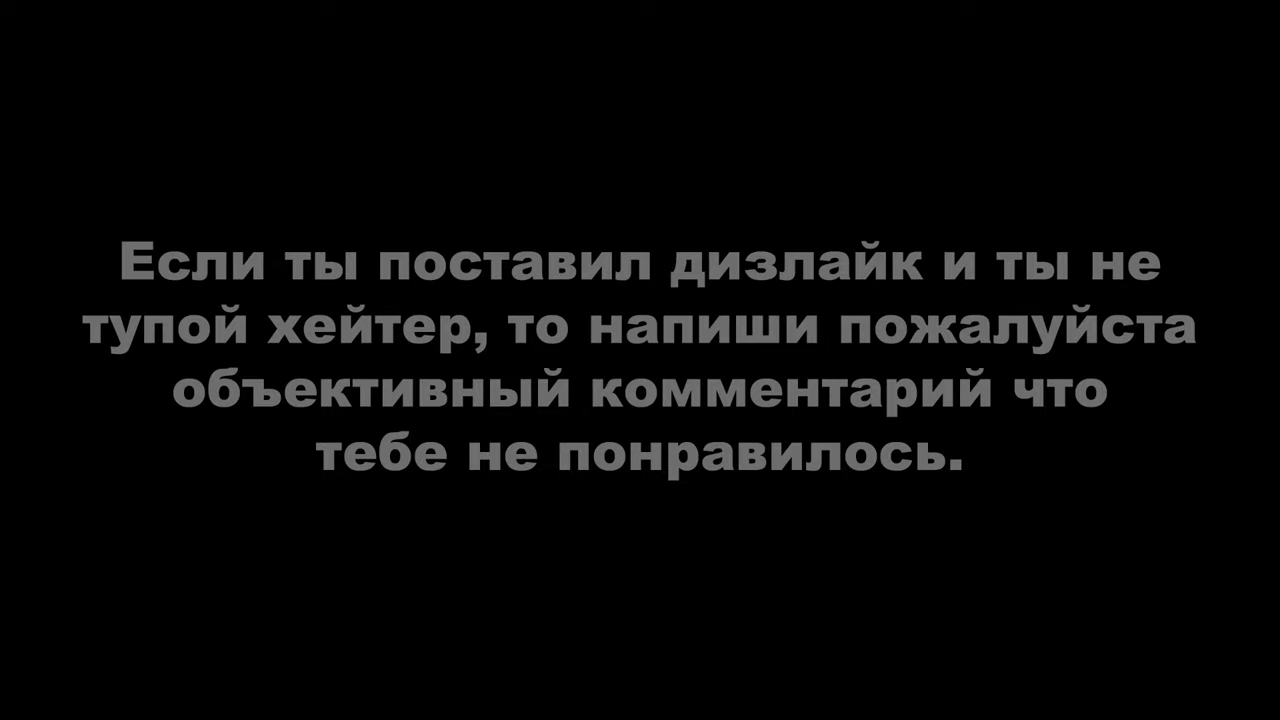 Если ты поставил дизлайк и ты не
тупой хейтер, то напиши пожалуйста
объективный комментарий что
тебе не понравилось.